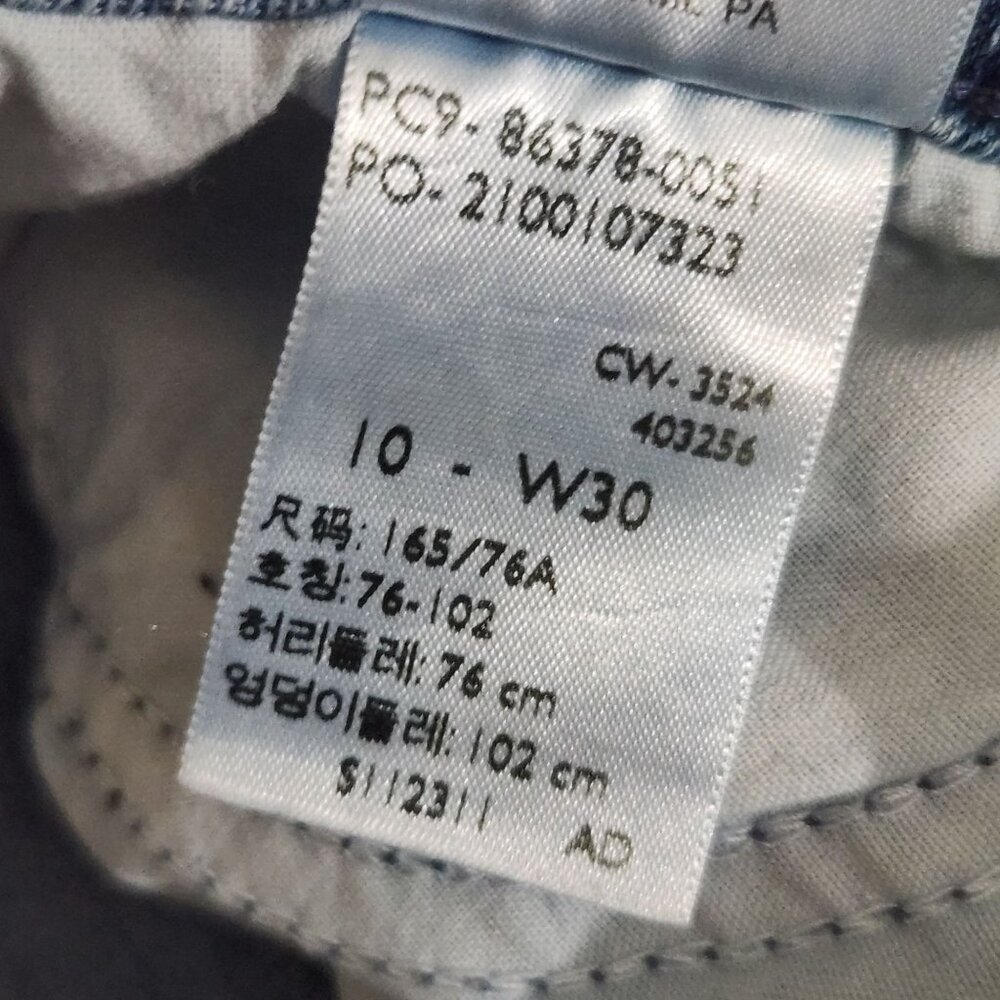 PA
PC9- 86378-0051
PO- 2100107323
CW- 3524
403256
10 - W30
尺码: 165/76A
호칭: 76-102
허리둘레: 76 cm
엉덩이둘레: 102 cm
S112311
AD